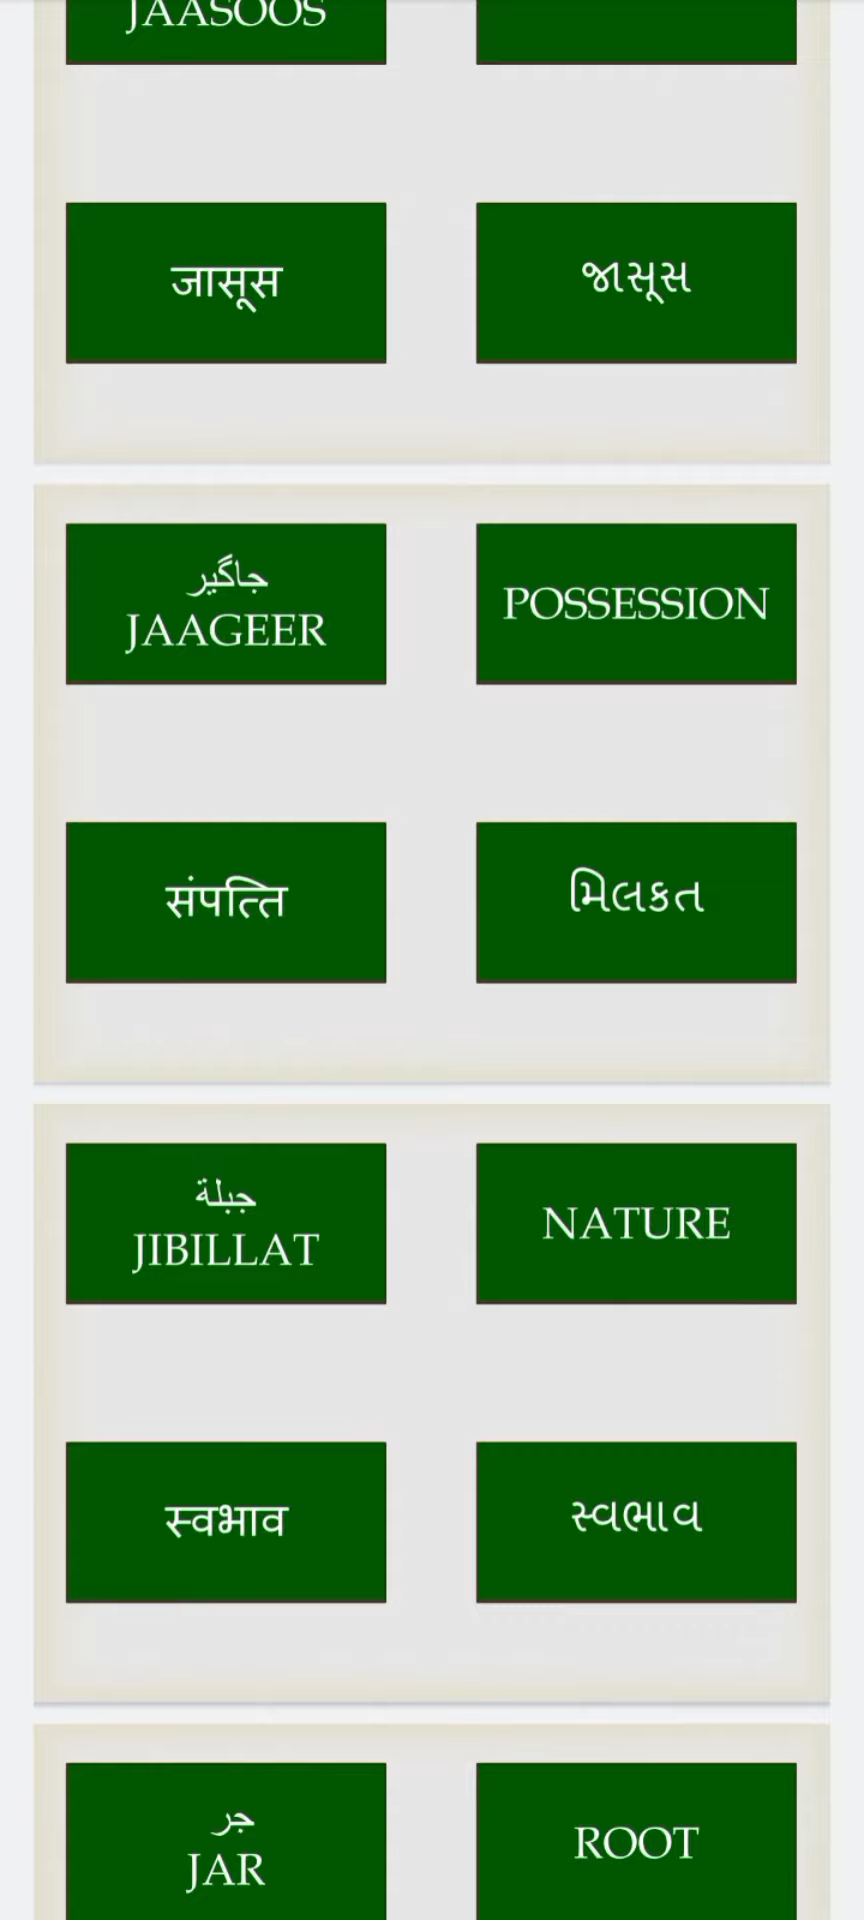 JAASOOS
जासूस
જાસૂસ
جاگیر
JAAGEER
POSSESSION
संपत्ति
મિલકત
جبلة
JIBILLAT
NATURE
स्वभाव
સ્વભાવ
جر
JAR
ROOT